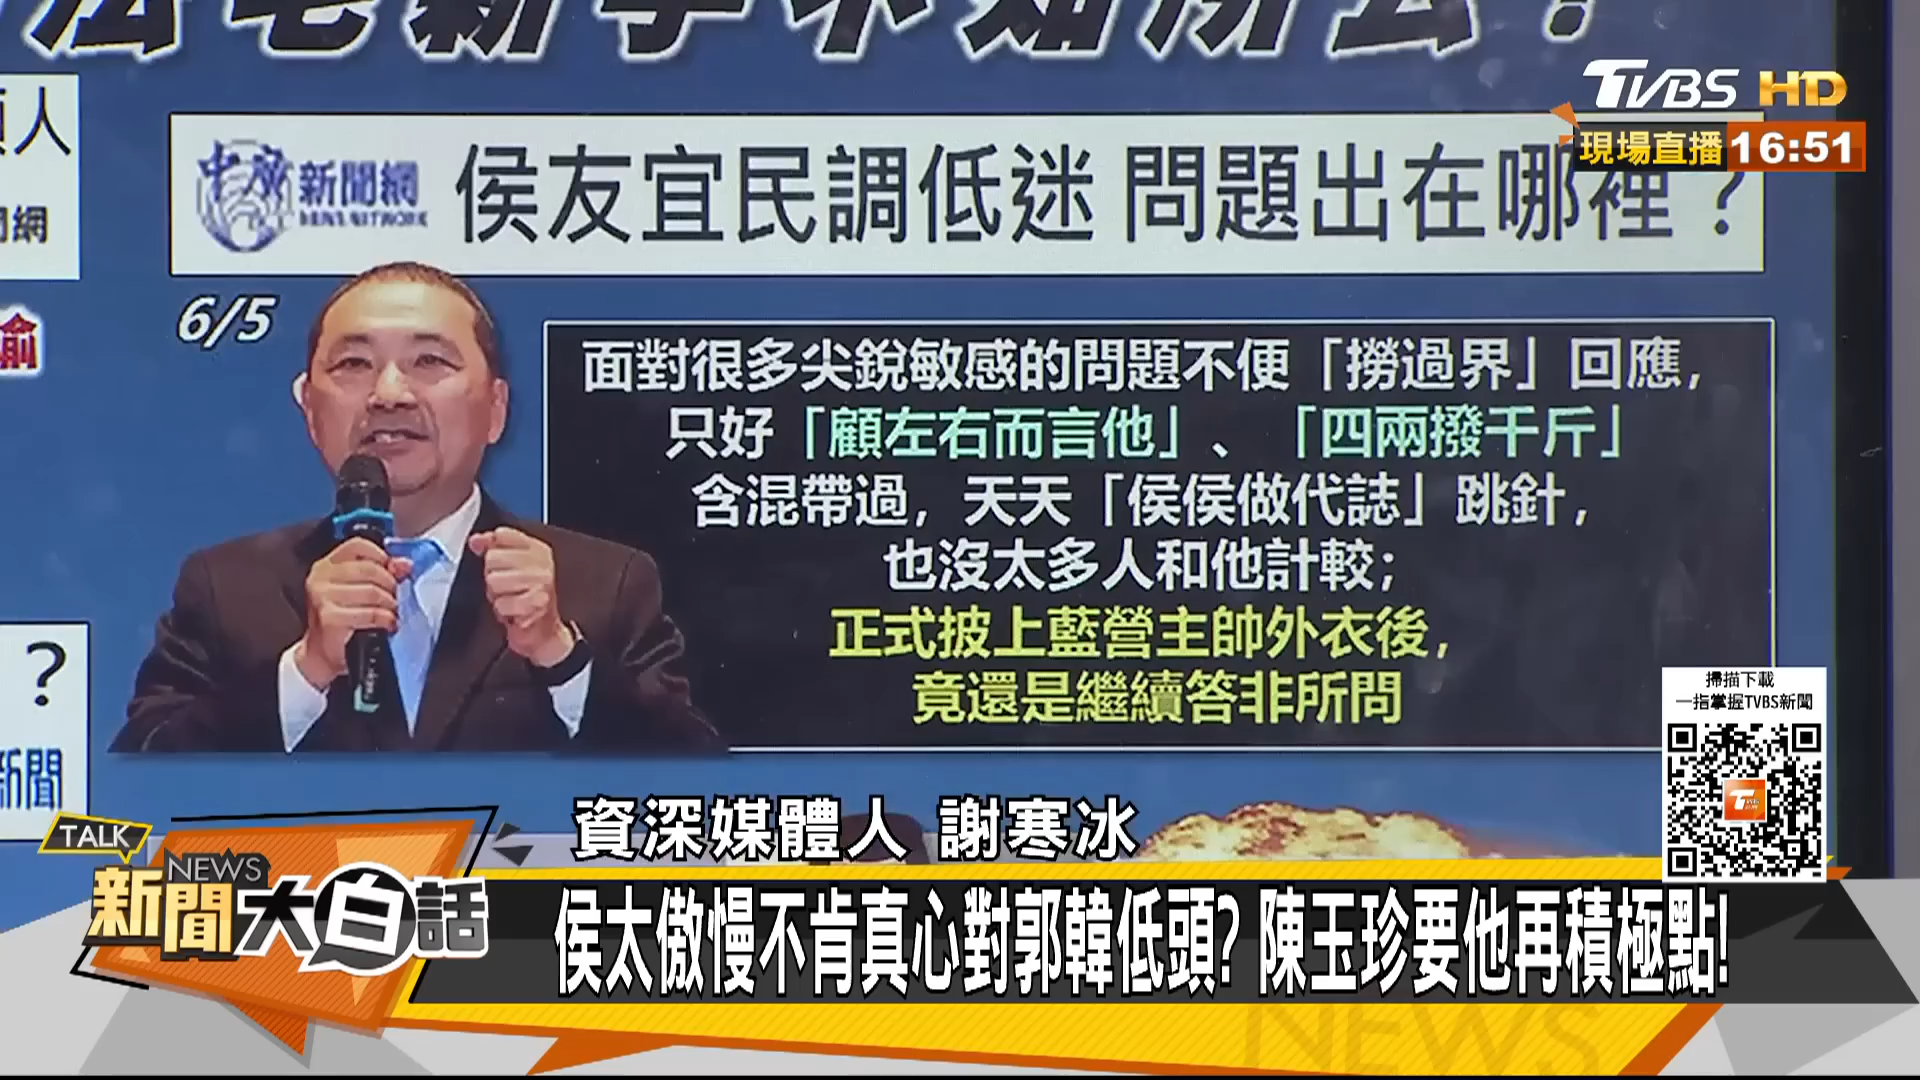 TVBS HD
現場直播 16:51
人
中廣新聞網 侯友宜民調低迷 問題出在哪裡?
NEWS NETWORK
聞網
6/5
面對很多尖銳敏感的問題不便「撈過界」回應,
只好「顧左右而言他」、「四兩撥千斤」
含混帶過, 天天「侯侯做代誌」跳針,
也沒太多人和他計較;
正式披上藍營主帥外衣後,
竟還是繼續答非所問
?
新聞
掃描下載
一指掌握TVBS新聞
資深媒體人 謝寒冰
TALK
NEWS
新聞大白話
侯太傲慢不肯真心對郭韓低頭? 陳玉珍要他再積極點!
NEWS